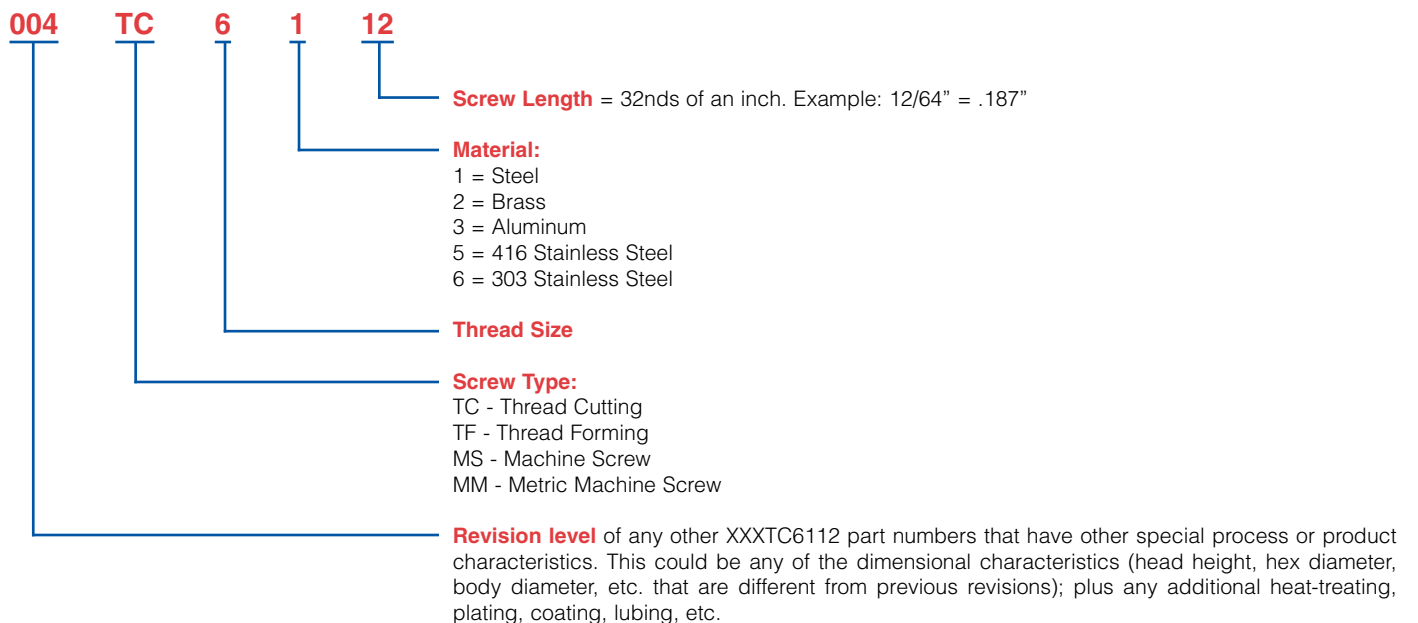 004 TC 6 1 12
Screw Length = 32nds of an inch. Example: 12/64” = .187”
Material:
1 = Steel
2 = Brass
3 = Aluminum
5 = 416 Stainless Steel
6 = 303 Stainless Steel
Thread Size
Screw Type:
TC - Thread Cutting
TF - Thread Forming
MS - Machine Screw
MM - Metric Machine Screw
Revision level of any other XXXTC6112 part numbers that have other special process or product
characteristics. This could be any of the dimensional characteristics (head height, hex diameter,
body diameter, etc. that are different from previous revisions); plus any additional heat-treating,
plating, coating, lubing, etc.